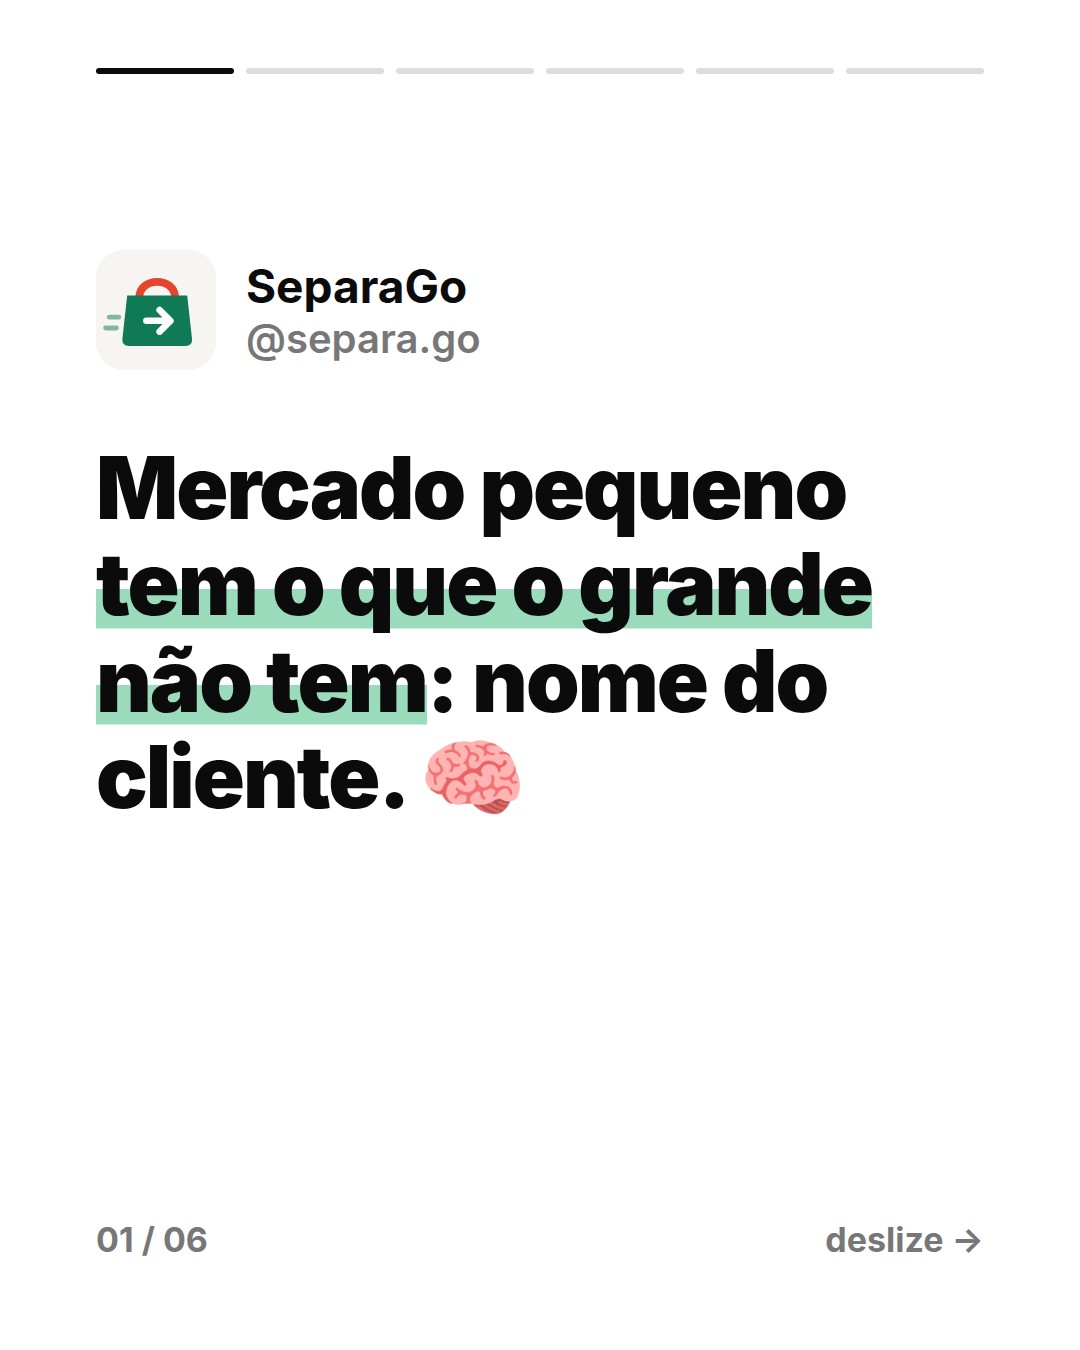 SeparaGo
@separa.go
Mercado pequeno
tem o que o grande
não tem: nome do
cliente. 🧠
01 / 06
deslize →